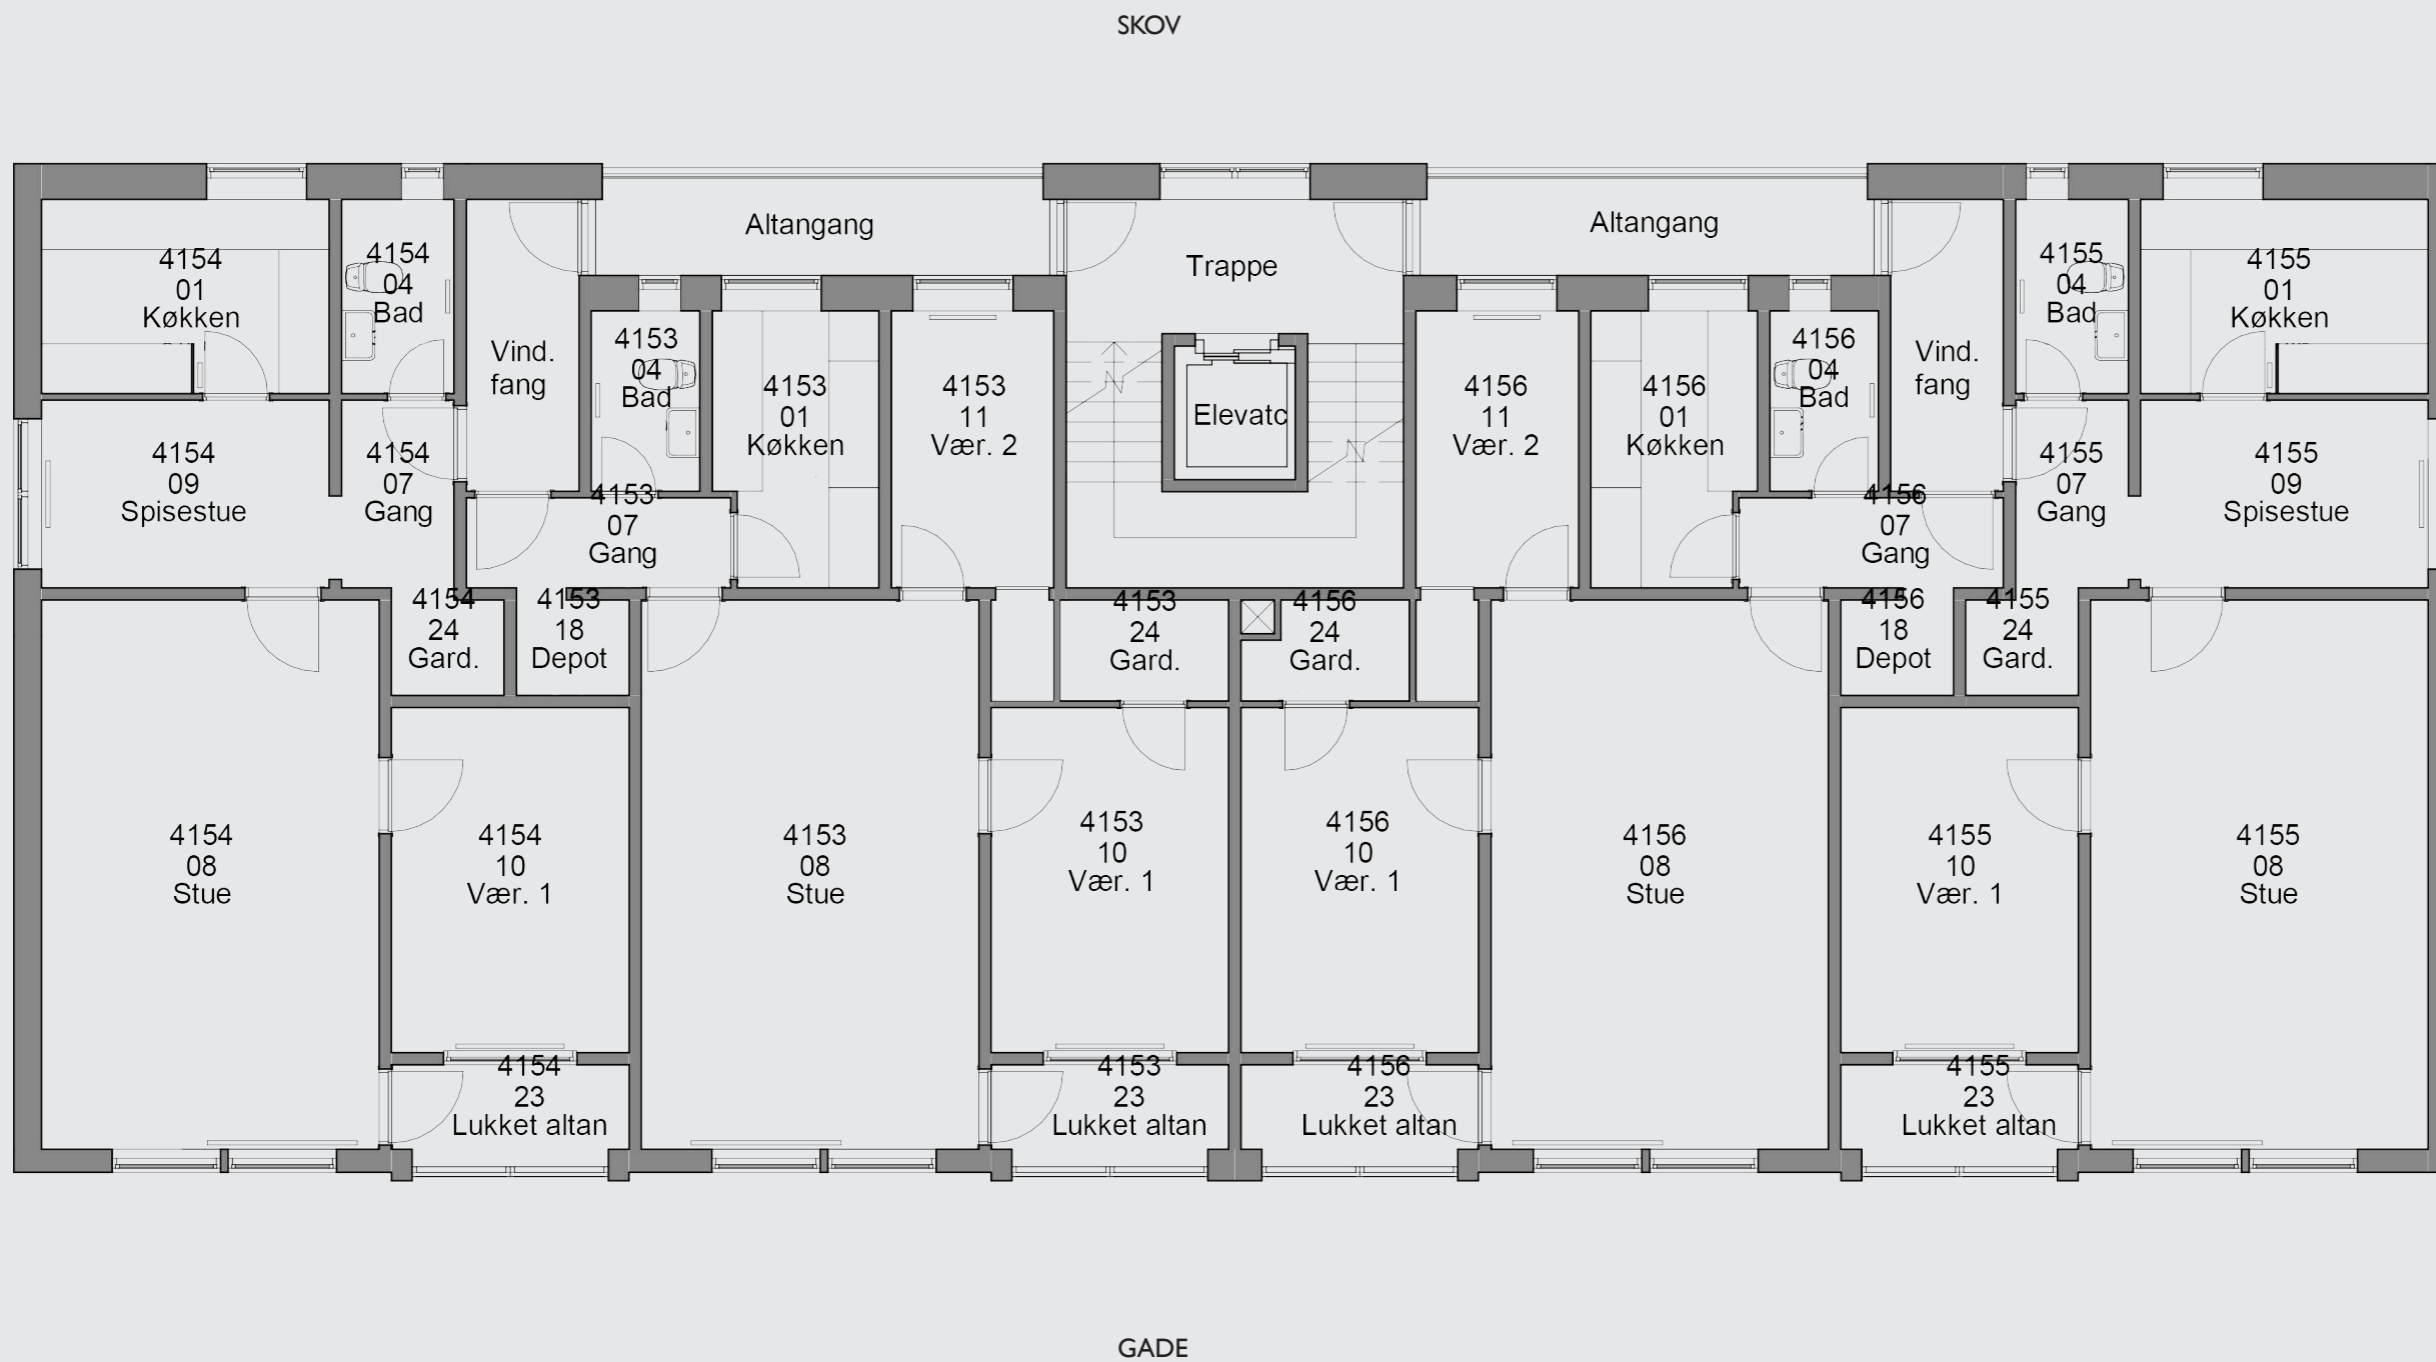 SKOV
Altangang
Trappe
Altangang
4154
01
Køkken
4154
04
Bad
Vind.
fang
4153
04
Bad
4153
01
Køkken
4153
11
Vær. 2
Elevatc
4156
11
Vær. 2
4156
01
Køkken
4156
04
Bad
Vind.
fang
4155
04
Bad
4155
01
Køkken
4154
09
Spisestue
4154
07
Gang
4153
07
Gang
4156
07
Gang
4155
07
Gang
4155
09
Spisestue
4154
24
Gard.
4153
18
Depot
4153
24
Gard.
4156
24
Gard.
4156
18
Depot
4155
24
Gard.
4154
08
Stue
4154
10
Vær. 1
4153
08
Stue
4153
10
Vær. 1
4156
10
Vær. 1
4156
08
Stue
4155
10
Vær. 1
4155
08
Stue
4154
23
Lukket altan
4153
23
Lukket altan
4156
23
Lukket altan
4155
23
Lukket altan
GADE